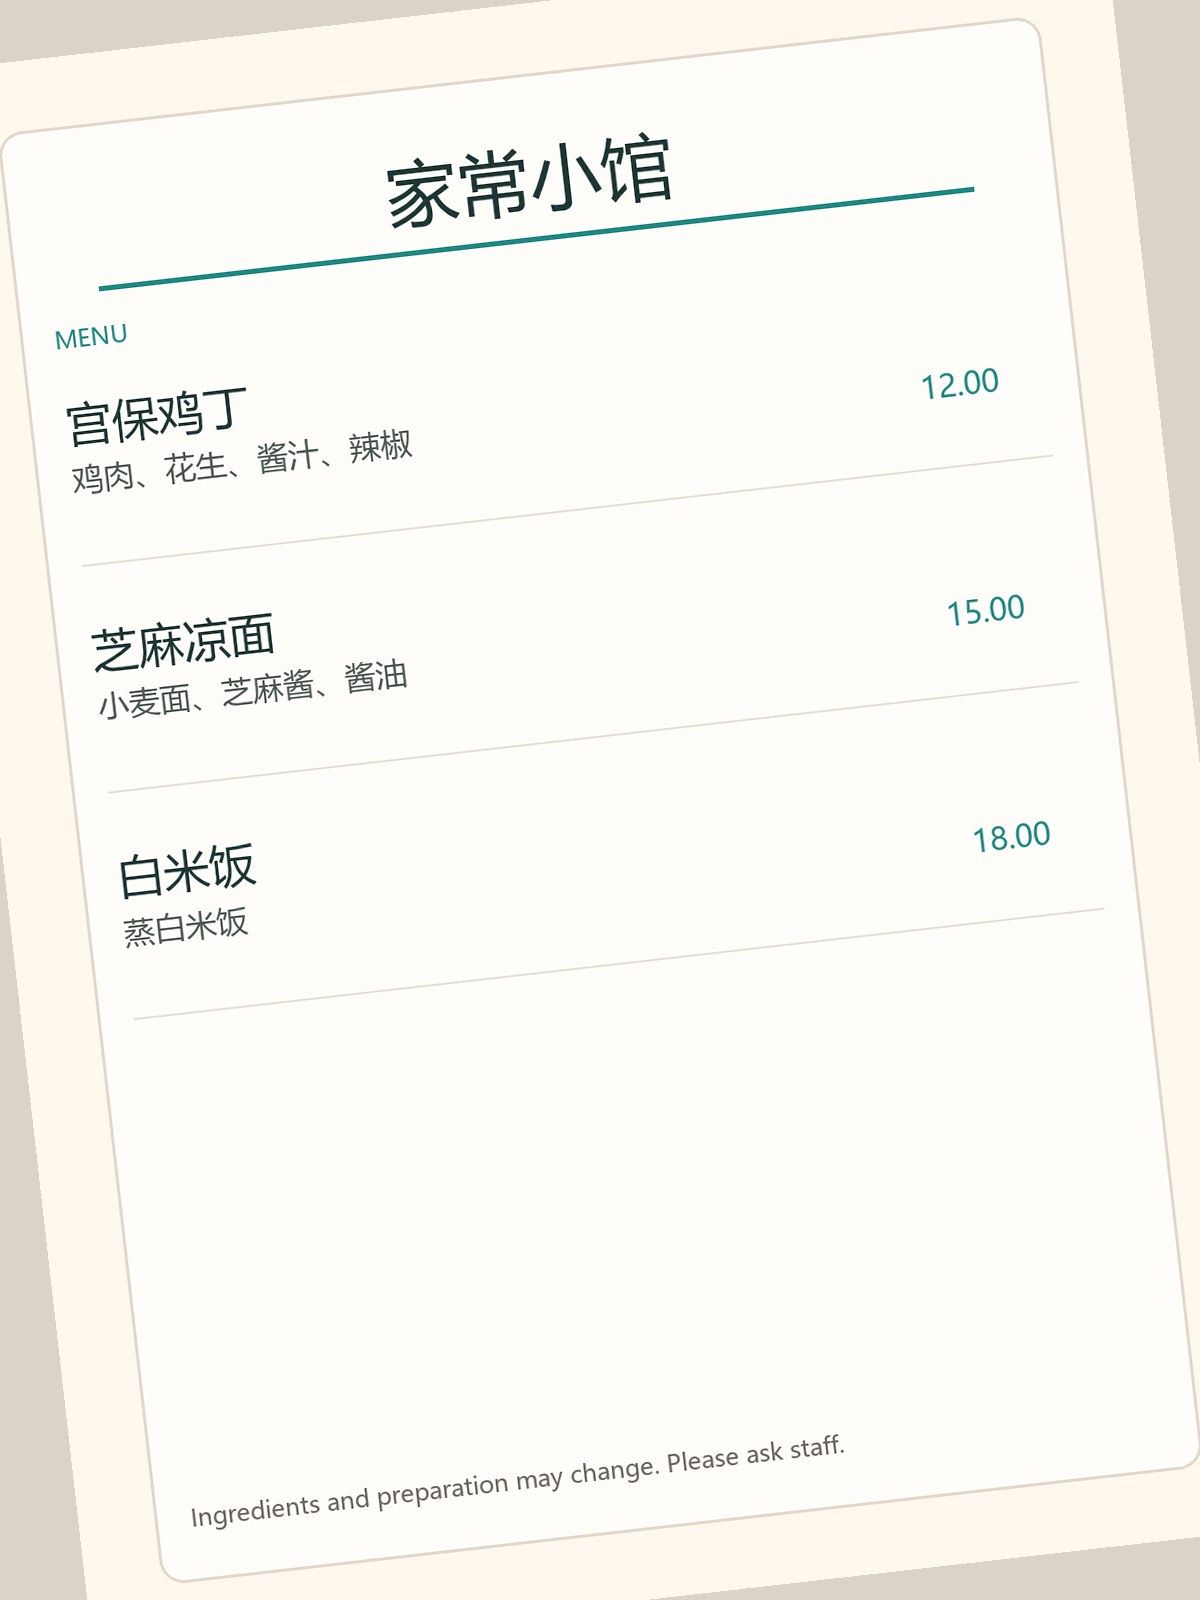 家常小馆
MENU
宫保鸡丁
12.00
鸡肉、花生、酱汁、辣椒
芝麻凉面
15.00
小麦面、芝麻酱、酱油
白米饭
18.00
蒸白米饭
Ingredients and preparation may change. Please ask staff.